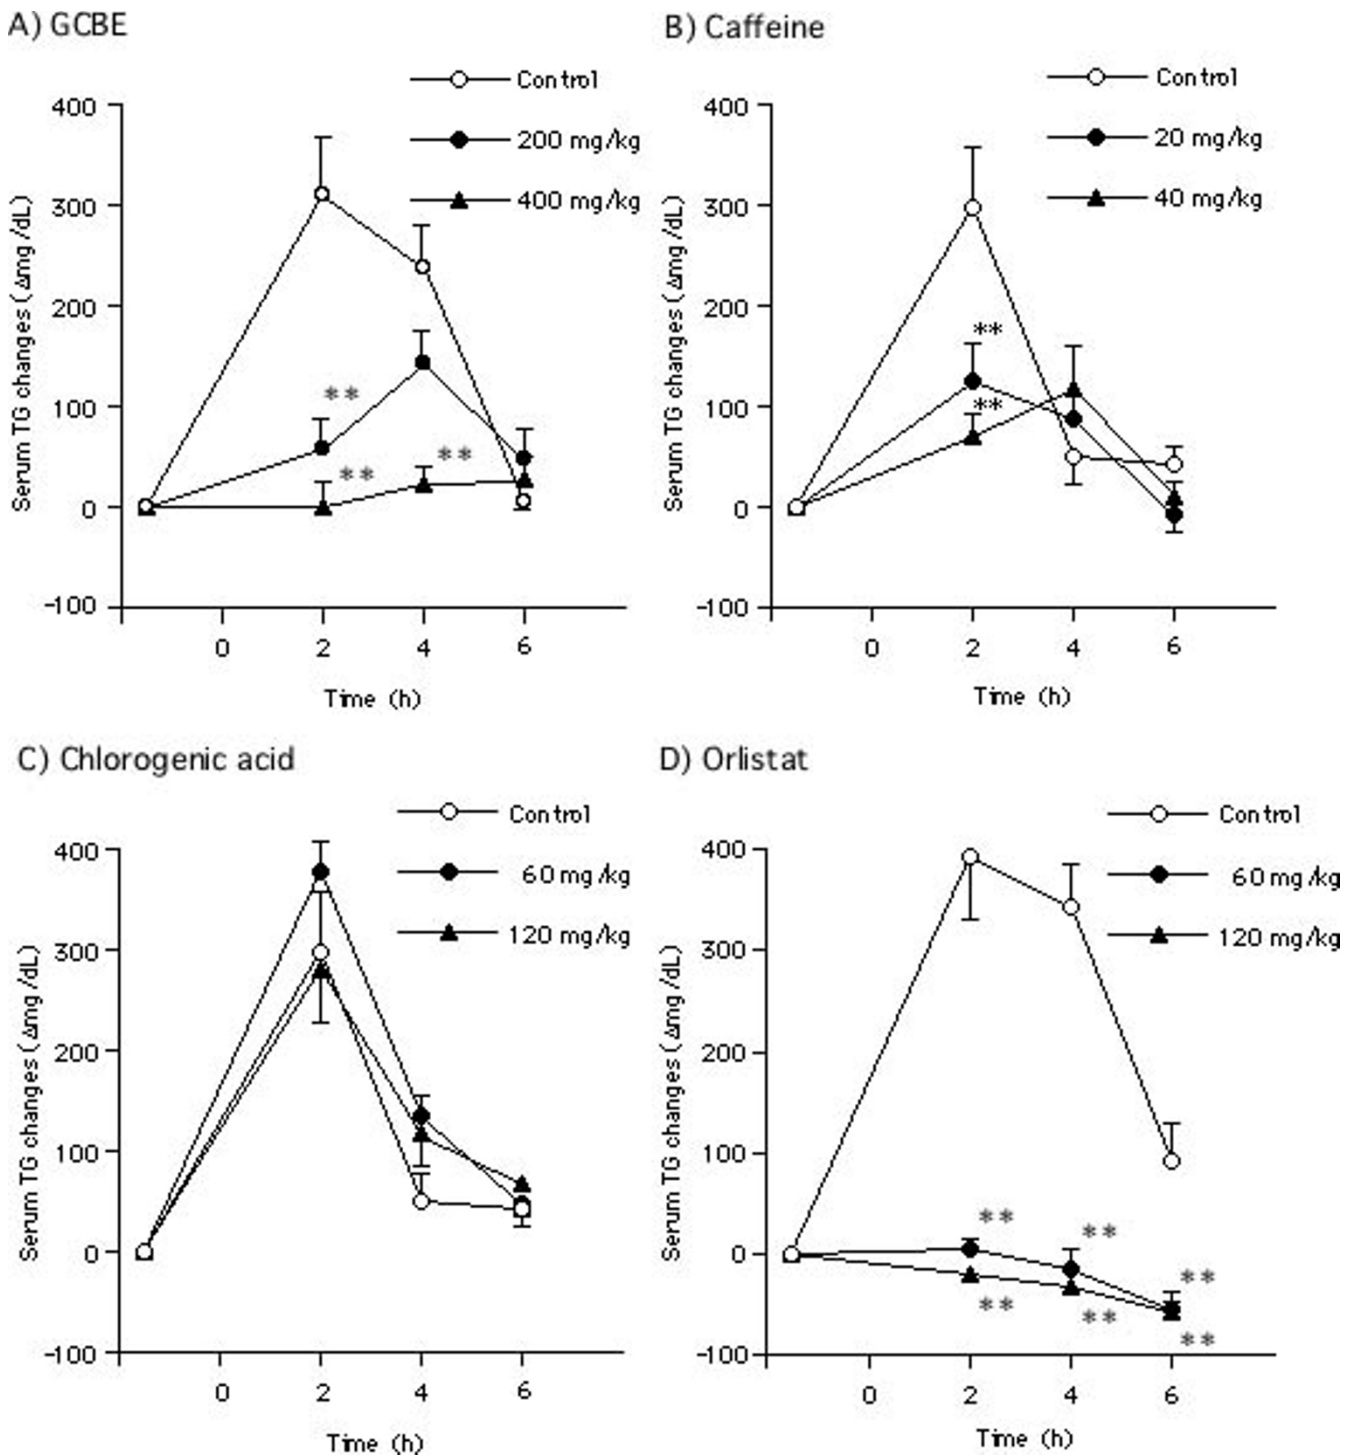 A) GCBE
Control
200 mg/kg
400 mg/kg
Serum TG changes (Δmg/dL)
400
300
200
100
0
-100
**
**
**
0 2 4 6
Time (h)
B) Caffeine
Control
20 mg/kg
40 mg/kg
Serum TG changes (Δmg/dL)
400
300
200
100
0
-100
**
**
0 2 4 6
Time (h)
C) Chlorogenic acid
Control
60 mg/kg
120 mg/kg
Serum TG changes (Δmg/dL)
400
300
200
100
0
-100
0 2 4 6
Time (h)
D) Orlistat
Control
60 mg/kg
120 mg/kg
Serum TG changes (Δmg/dL)
400
300
200
100
0
-100
**
**
**
**
**
**
0 2 4 6
Time (h)